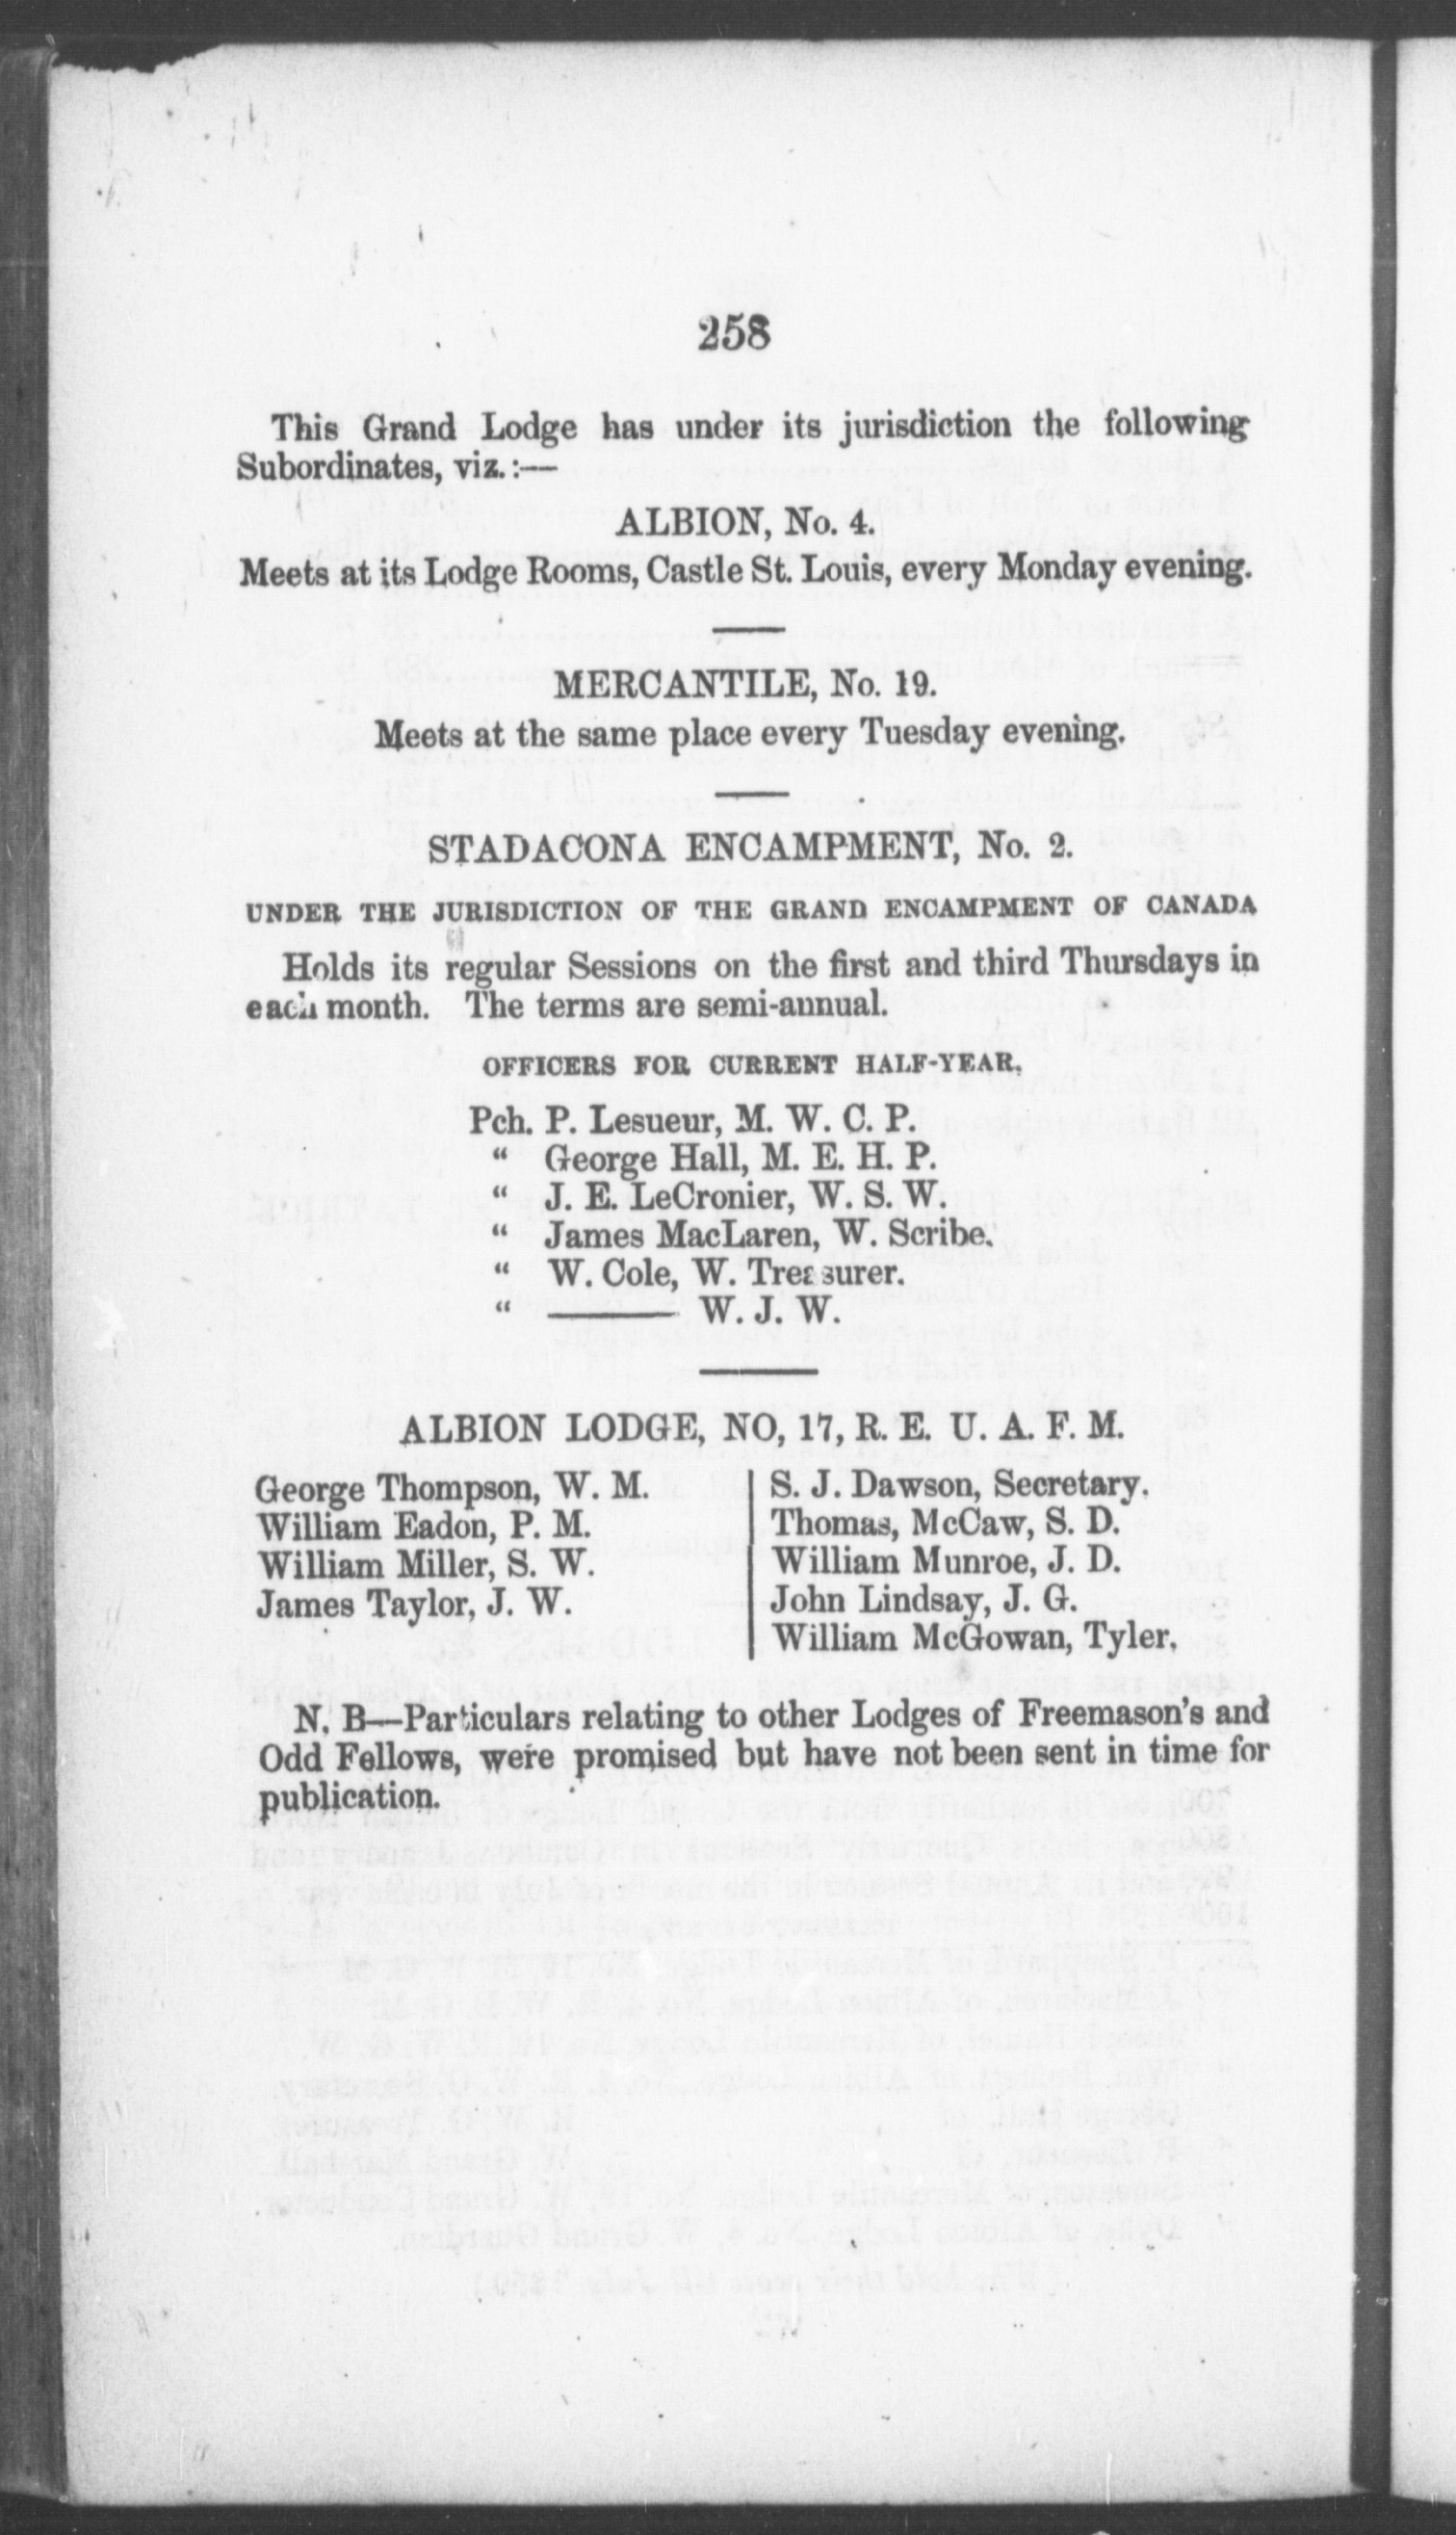 258
This Grand Lodge has under its jurisdiction the following
Subordinates, viz.:—
ALBION, No. 4.
Meets at its Lodge Rooms, Castle St. Louis, every Monday evening.
MERCANTILE, No. 19.
Meets at the same place every Tuesday evening.
STADACONA ENCAMPMENT, No. 2.
UNDER THE JURISDICTION OF THE GRAND ENCAMPMENT OF CANADA
Holds its regular Sessions on the first and third Thursdays in
each month. The terms are semi-annual.
OFFICERS FOR CURRENT HALF-YEAR.
Pch. P. Lesueur, M. W. C. P.
“ George Hall, M. E. H. P.
“ J. E. LeCronier, W. S. W.
“ James MacLaren, W. Scribe.
“ W. Cole, W. Treasurer.
“ ——— W. J. W.
ALBION LODGE, NO, 17, R. E. U. A. F. M.
George Thompson, W. M.
William Eadon, P. M.
William Miller, S. W.
James Taylor, J. W.
S. J. Dawson, Secretary.
Thomas, McCaw, S. D.
William Munroe, J. D.
John Lindsay, J. G.
William McGowan, Tyler.
N. B—Particulars relating to other Lodges of Freemason's and
Odd Fellows, were promised but have not been sent in time for
publication.